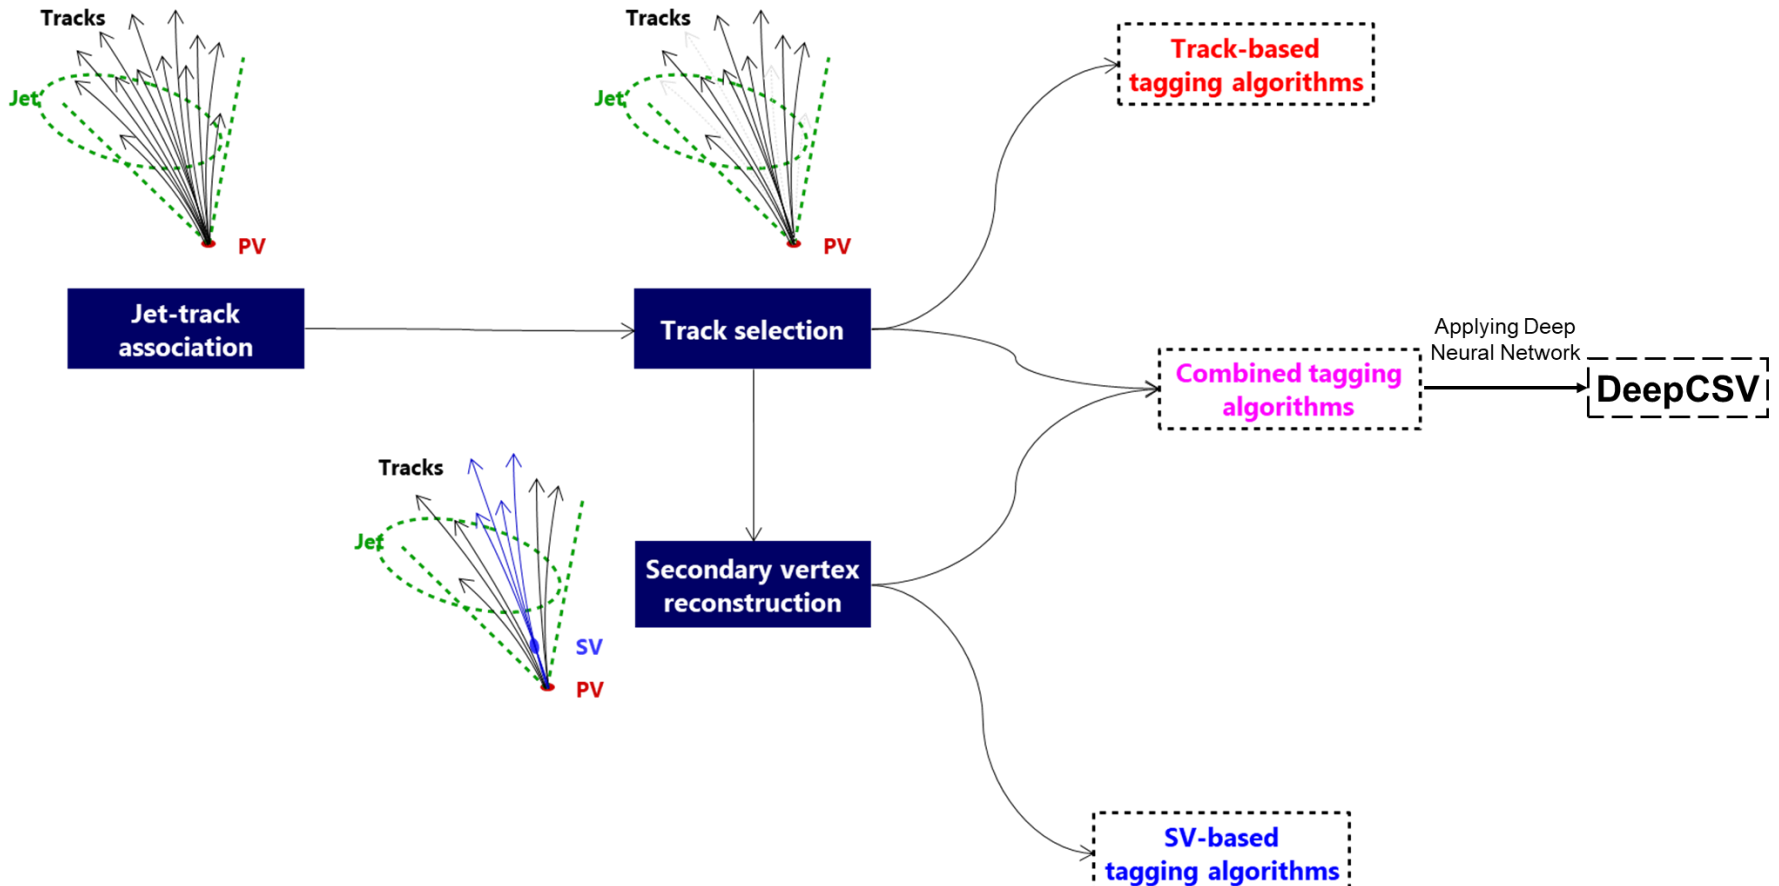 Tracks
Jet
PV
Tracks
Jet
PV
Track-based
tagging algorithms
Jet-track
association
Track selection
Applying Deep
Neural Network
Combined tagging
algorithms
DeepCSV
Tracks
Jet
SV
PV
Secondary vertex
reconstruction
SV-based
tagging algorithms